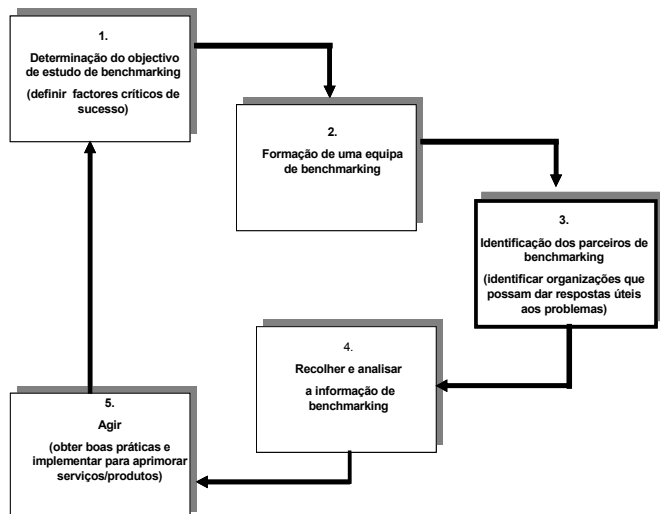 1.
Determinação do objectivo
de estudo de benchmarking
(definir factores críticos de
sucesso)
2.
Formação de uma equipa
de benchmarking
3.
Identificação dos parceiros de
benchmarking
(identificar organizações que
possam dar respostas úteis
aos problemas)
4.
Recolher e analisar
a informação de
benchmarking
5.
Agir
(obter boas práticas e
implementar para aprimorar
serviços/produtos)